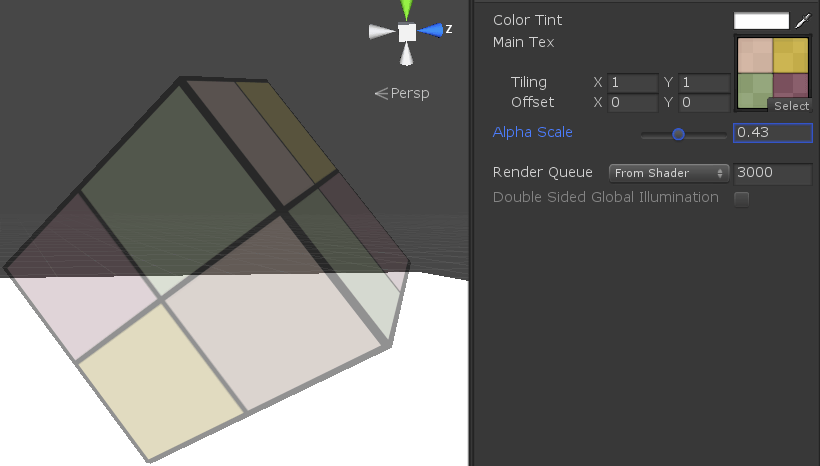 z
Persp
Color Tint
Main Tex
Tiling X 1 Y 1
Offset X 0 Y 0
Select
Alpha Scale 0.43
Render Queue From Shader 3000
Double Sided Global Illumination